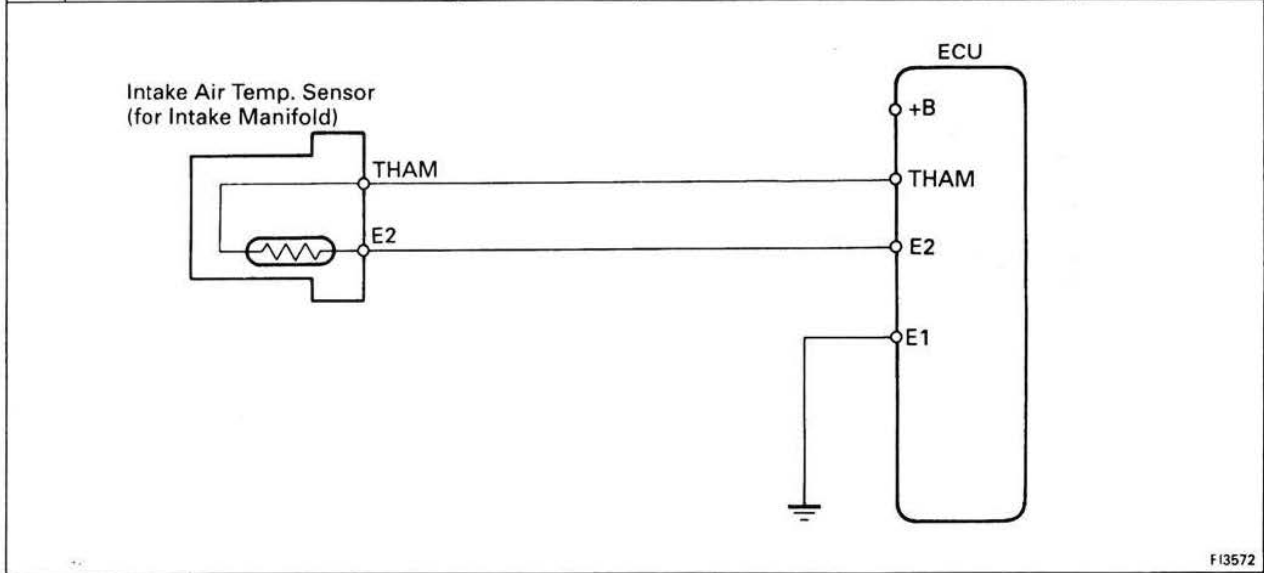 ECU
Intake Air Temp. Sensor
(for Intake Manifold)
+B
THAM
THAM
E2
E2
E1
FI3572